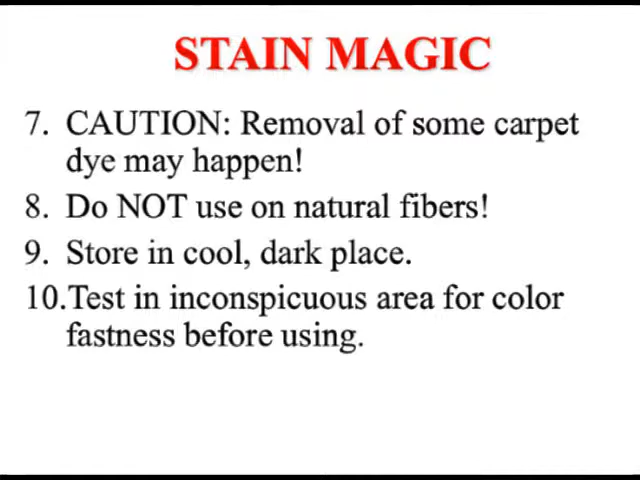 STAIN MAGIC
7. CAUTION: Removal of some carpet
dye may happen!
8. Do NOT use on natural fibers!
9. Store in cool, dark place.
10.Test in inconspicuous area for color
fastness before using.